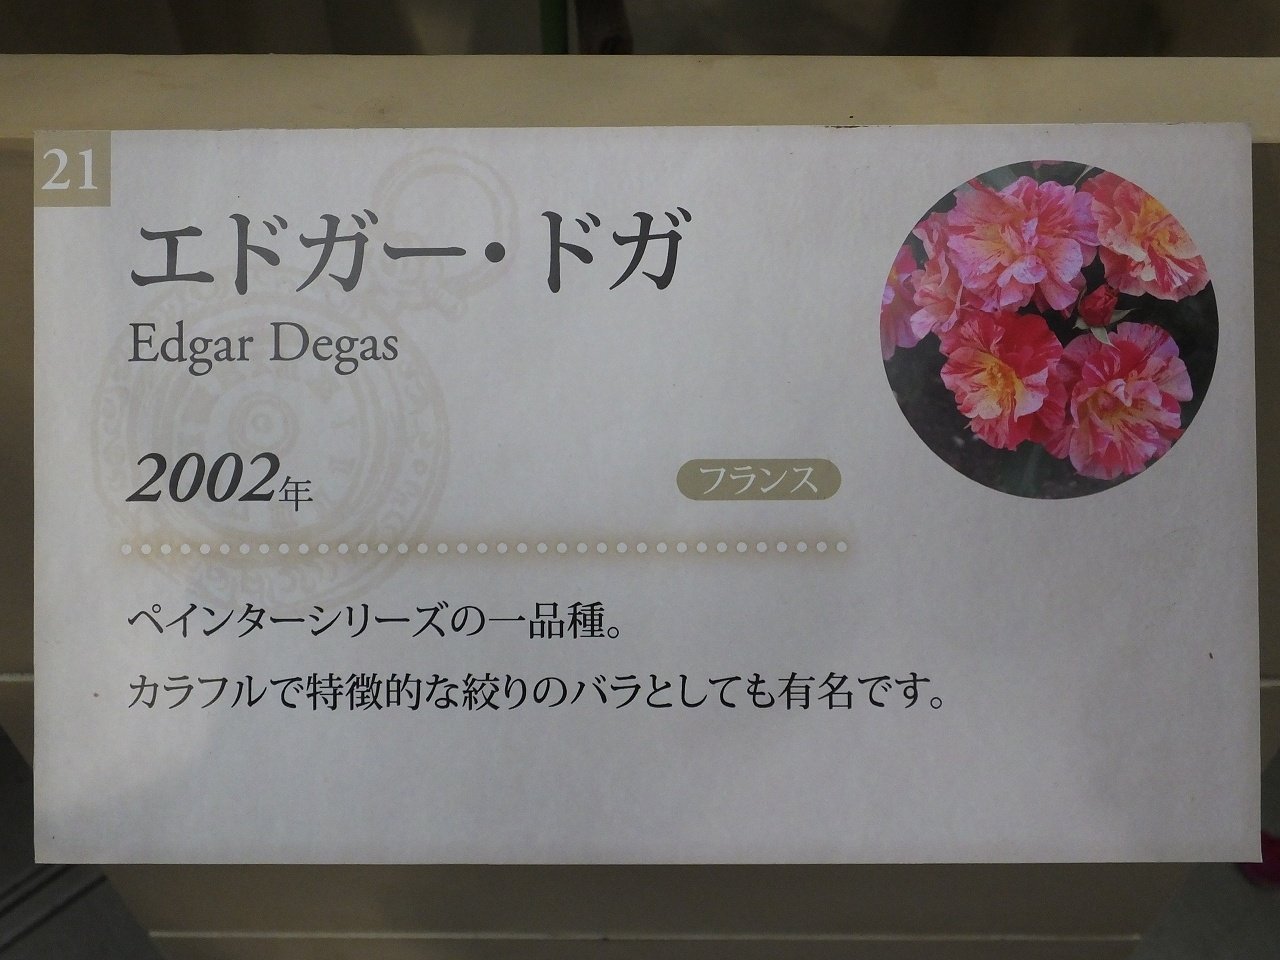 21
エドガー・ドガ
Edgar Degas
2002年
フランス
ペインターシリーズの一品種。
カラフルで特徴的な絞りのバラとしても有名です。